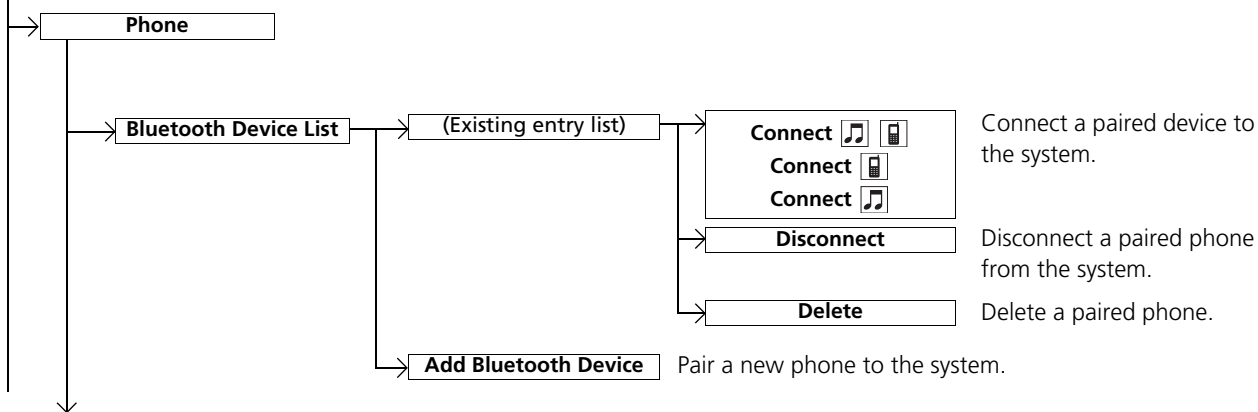 Phone
Bluetooth Device List
(Existing entry list)
Connect
Connect
Connect
Connect a paired device to
the system.
Disconnect
Disconnect a paired phone
from the system.
Delete
Delete a paired phone.
Add Bluetooth Device
Pair a new phone to the system.